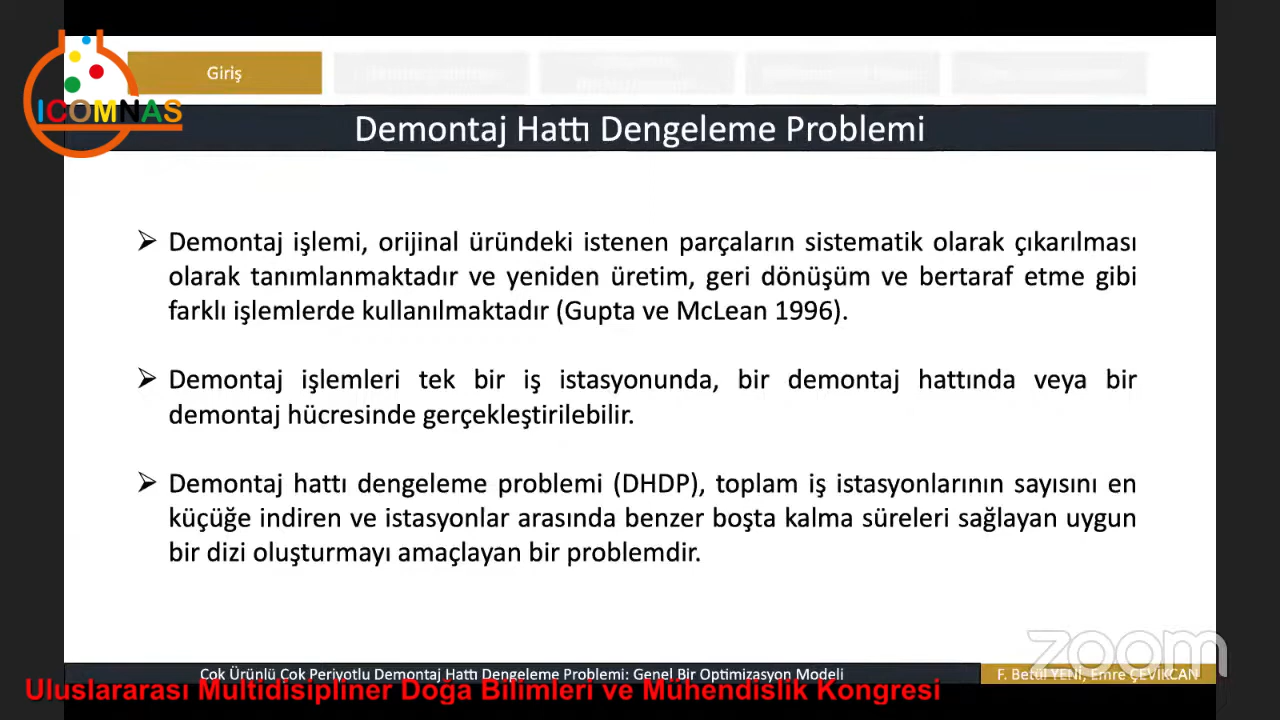 Giriş
ICOMNAS
Demontaj Hattı Dengeleme Problemi
➢ Demontaj işlemi, orijinal üründeki istenen parçaların sistematik olarak çıkarılması
olarak tanımlanmaktadır ve yeniden üretim, geri dönüşüm ve bertaraf etme gibi
farklı işlemlerde kullanılmaktadır (Gupta ve McLean 1996).
➢ Demontaj işlemleri tek bir iş istasyonunda, bir demontaj hattında veya bir
demontaj hücresinde gerçekleştirilebilir.
➢ Demontaj hattı dengeleme problemi (DHDP), toplam iş istasyonlarının sayısını en
küçüğe indiren ve istasyonlar arasında benzer boşta kalma süreleri sağlayan uygun
bir dizi oluşturmayı amaçlayan bir problemdir.
zoom
Çok Ürünlü Çok Periyotlu Demontaj Hattı Dengeleme Problemi: Genel Bir Optimizasyon Modeli
F. Betül YENİ, Emre ÇEVİKCAN
Uluslararası Multidisipliner Doğa Bilimleri ve Mühendislik Kongresi